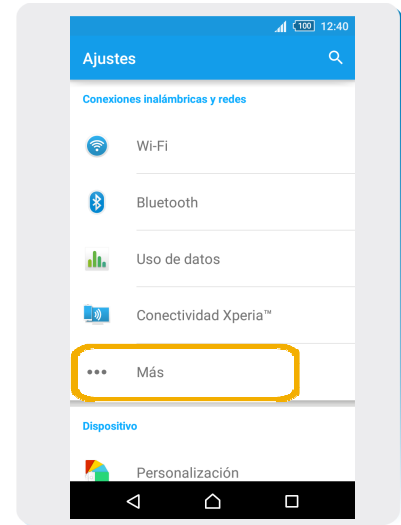 100 12:40
Ajustes
Conexiones inalámbricas y redes
Wi-Fi
Bluetooth
Uso de datos
Conectividad Xperia™
Más
Dispositivo
Personalización